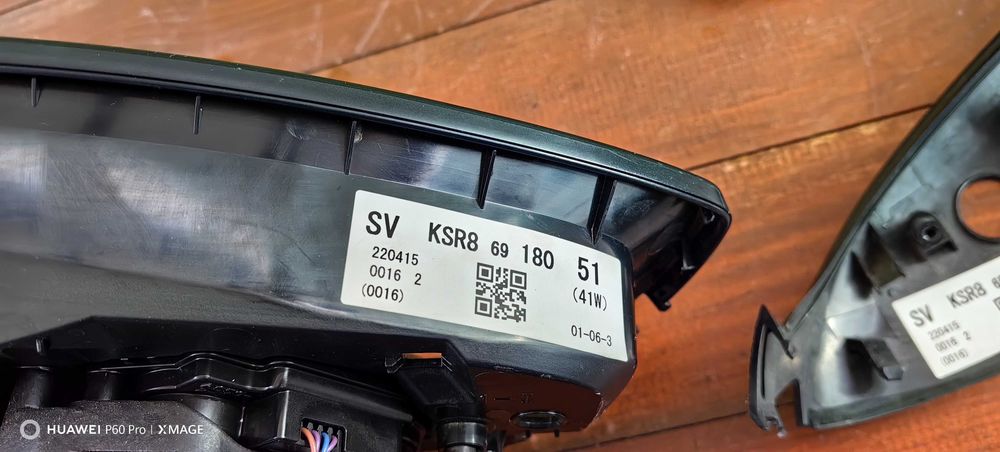 SV KSR8 69 180 51
220415
0016 2
(0016)
(41W)
01-06-3
SV KSR8
220415
0016 2
(0016)
HUAWEI P60 Pro | XMAGE